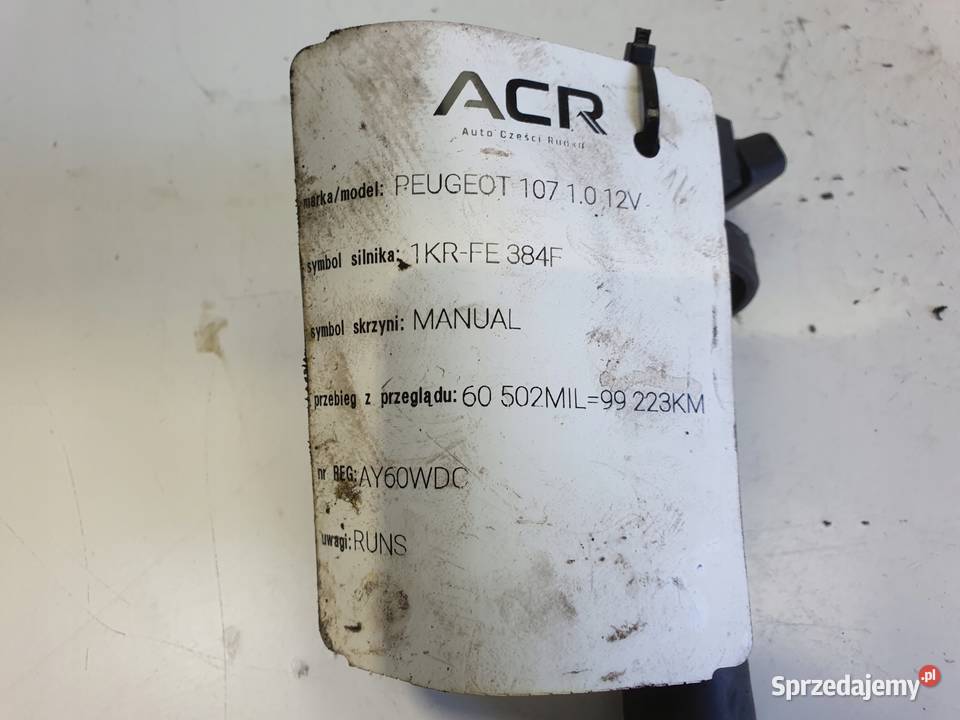 ACR
Auto Części Rudka
marka/model: PEUGEOT 107 1.0 12V
symbol silnika: 1KR-FE 384F
symbol skrzyni: MANUAL
przebieg z przeglądu: 60 502MIL=99 223KM
nr REG: AY60WDC
uwagi: RUNS
Sprzedajemy.pl